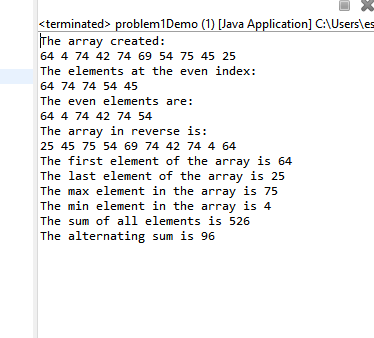 <terminated> problem1Demo (1) [Java Application] C:\Users\es
The array created:
64 4 74 42 74 69 54 75 45 25
The elements at the even index:
64 74 74 54 45
The even elements are:
64 4 74 42 74 54
The array in reverse is:
25 45 75 54 69 74 42 74 4 64
The first element of the array is 64
The last element of the array is 25
The max element in the array is 75
The min element in the array is 4
The sum of all elements is 526
The alternating sum is 96